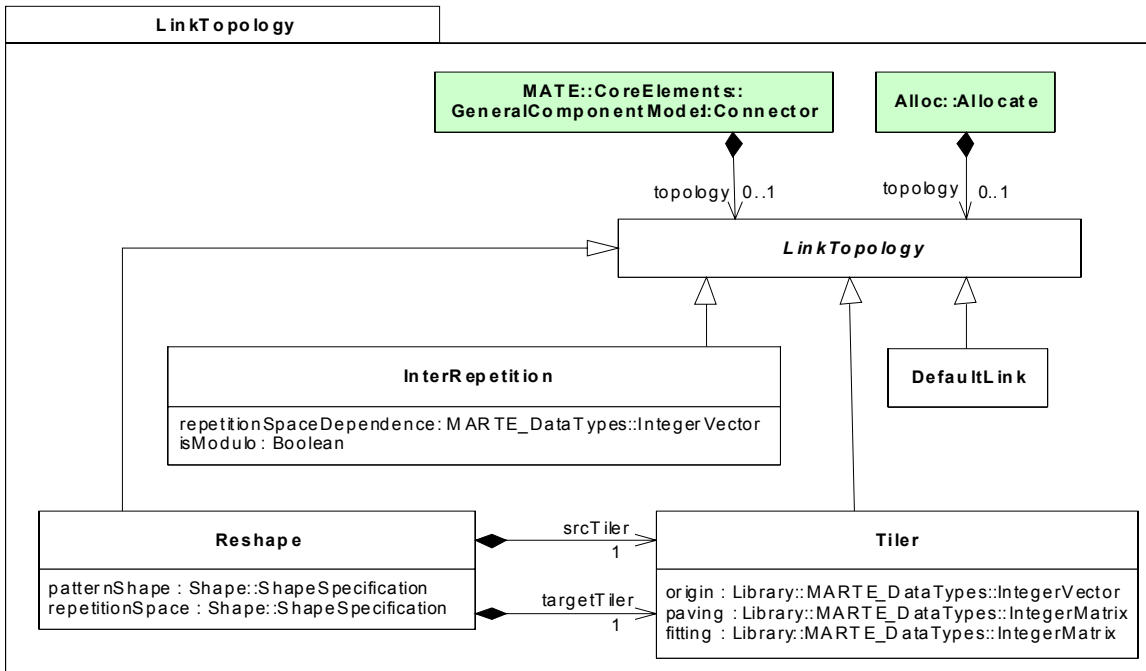 LinkTopology
MATE::CoreElements::
GeneralComponentModel::Connector
Alloc::Allocate
topology 0..1
topology 0..1
LinkTopology
InterRepetition
repetitionSpaceDependence: MARTE_DataTypes::IntegerVector
isModulo : Boolean
DefaultLink
Reshape
patternShape : Shape::ShapeSpecification
repetitionSpace : Shape::ShapeSpecification
srcTiler
1
targetTiler
1
Tiler
origin : Library::MARTE_DataTypes::IntegerVector
paving : Library::MARTE_DataTypes::IntegerMatrix
fitting : Library::MARTE_DataTypes::IntegerMatrix